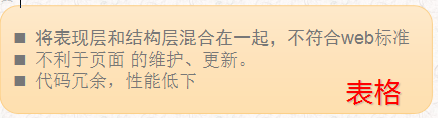 ■ 将表现层和结构层混合在一起，不符合web标准
■ 不利于页面 的维护、更新。
■ 代码冗余，性能低下
表格